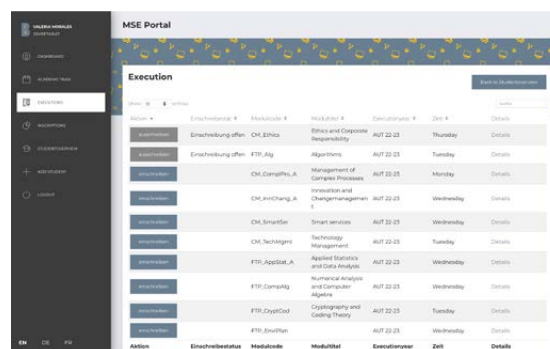 VALERIA MORALES
MSE Portal
DASHBOARD
ACADEMIC YEAR
EXECUTIONS
INSCRIPTIONS
STUDENTOVERVIEW
ADD STUDENT
LOGOUT
EN DE FR
Execution
Back to Studentoverview
Show 10 entries
Aktion Einschreibestat Modulcode Modultitel Executionyear Zeit Details
ausschreiben Einschreibung offen CM_Ethics Ethics and Corporate Responsibility AUT 22-23 Thursday Details
ausschreiben Einschreibung offen FTP_Alg Algorithms AUT 22-23 Tuesday Details
einschreiben CM_ComplPro_A Management of Complex Processes AUT 22-23 Monday Details
einschreiben CM_InnChang_A Innovation and Changemanagement AUT 22-23 Wednesday Details
einschreiben CM_SmartSer Smart services AUT 22-23 Wednesday Details
einschreiben CM_TechMgmt Technology Management AUT 22-23 Tuesday Details
einschreiben FTP_AppStat_A Applied Statistics and Data Analysis AUT 22-23 Wednesday Details
einschreiben FTP_CompAlg Numerical Analysis and Computer Algebra AUT 22-23 Wednesday Details
einschreiben FTP_CryptCod Cryptography and Coding Theory AUT 22-23 Tuesday Details
einschreiben FTP_EnvPlan AUT 22-23 Wednesday Details
Aktion Einschreibestatus Modulcode Modultitel Executionyear Zeit Details